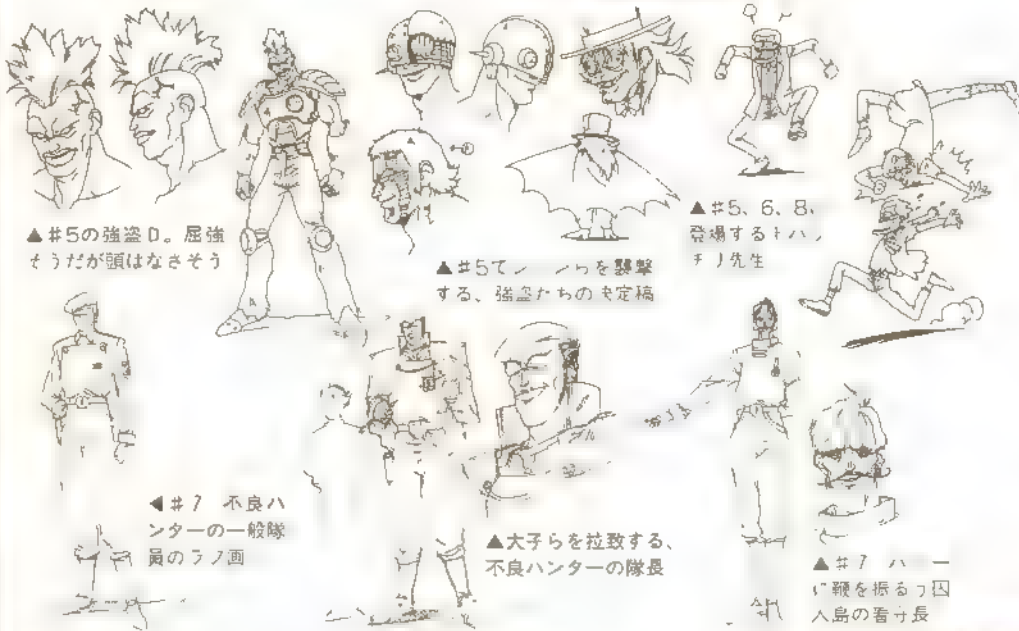 ▲#5の強盗D。屈強
そうだが頭はなさそう
▲#5で らを襲撃
する、強盗たちの決定稿
▲#5、6、8、
登場する
先生
◀#7 不良ハ
ンターの一般隊
員のラフ画
▲大子らを拉致する、
不良ハンターの隊長
▲#7
に鞭を振るう囚
人島の看守長